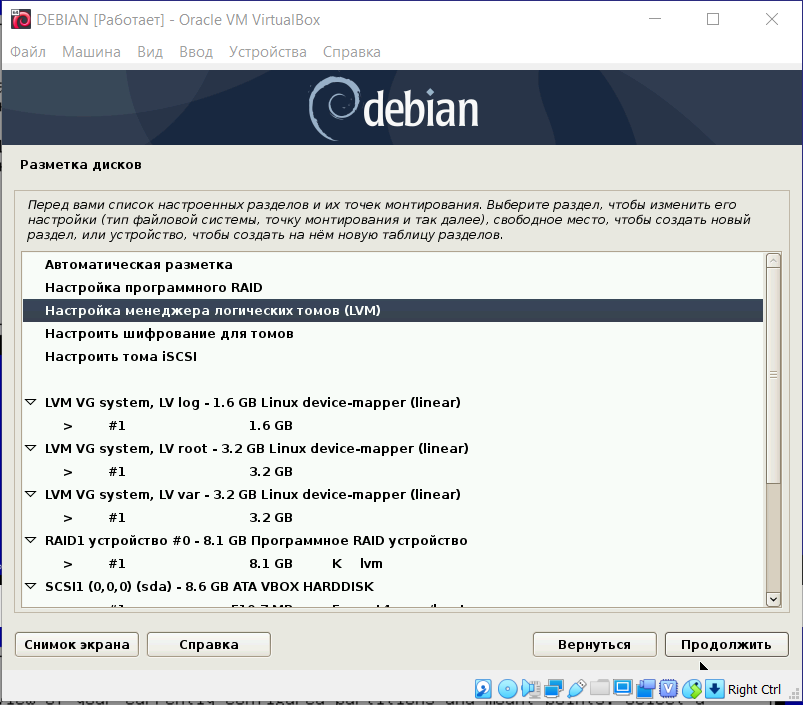 DEBIAN [Работает] - Oracle VM VirtualBox
Файл Машина Вид Ввод Устройства Справка
debian
Разметка дисков
Перед вами список настроенных разделов и их точек монтирования. Выберите раздел, чтобы изменить его
настройки (тип файловой системы, точку монтирования и так далее), свободное место, чтобы создать новый
раздел, или устройство, чтобы создать на нём новую таблицу разделов.
Автоматическая разметка
Настройка программного RAID
Настройка менеджера логических томов (LVM)
Настроить шифрование для томов
Настроить тома iSCSI
LVM VG system, LV log - 1.6 GB Linux device-mapper (linear)
> #1 1.6 GB
LVM VG system, LV root - 3.2 GB Linux device-mapper (linear)
> #1 3.2 GB
LVM VG system, LV var - 3.2 GB Linux device-mapper (linear)
> #1 3.2 GB
RAID1 устройство #0 - 8.1 GB Программное RAID устройство
> #1 8.1 GB K lvm
SCSI1 (0,0,0) (sda) - 8.6 GB ATA VBOX HARDDISK
Снимок экрана Справка Вернуться Продолжить
Right Ctrl